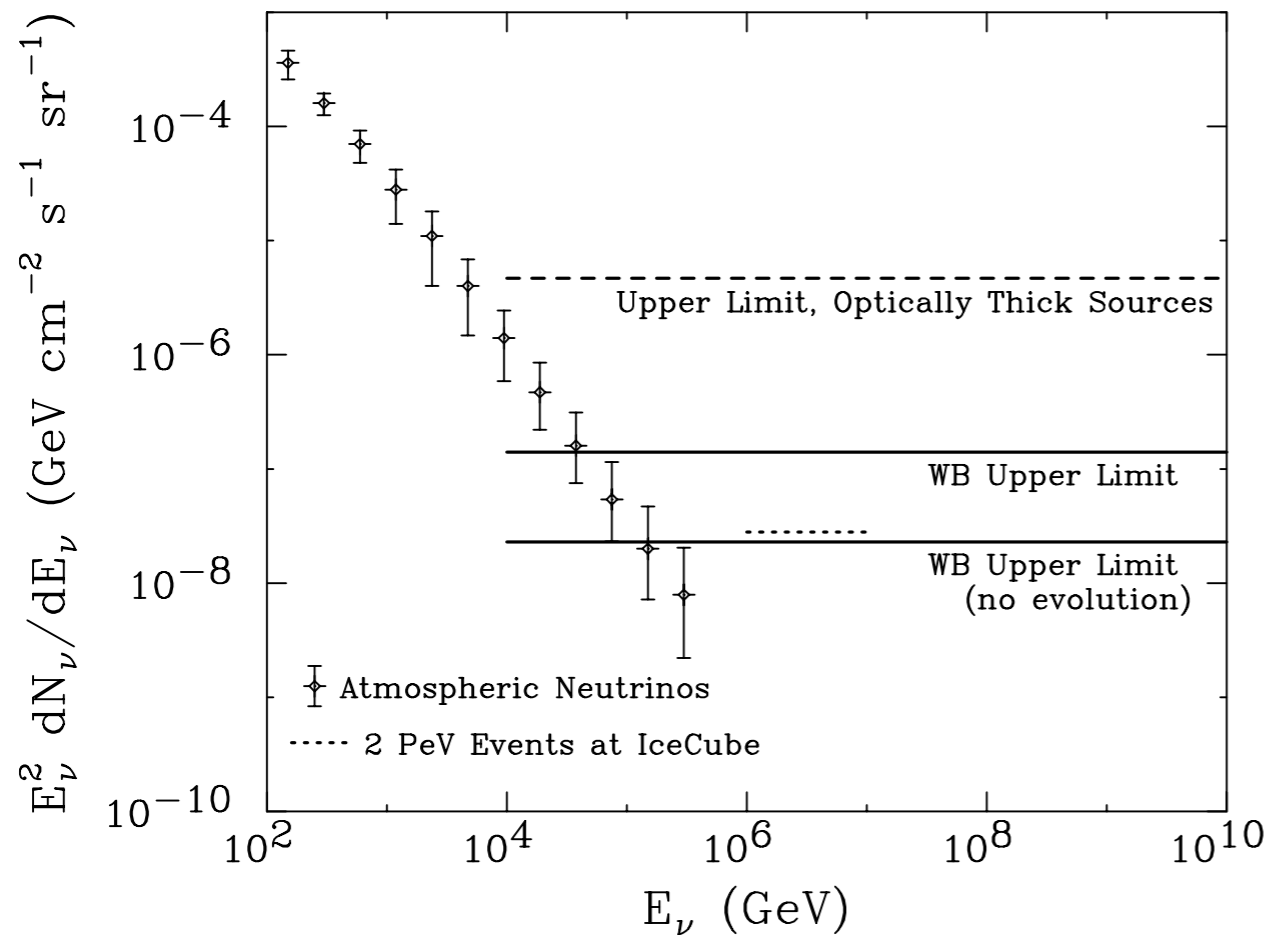 E_ν^2 dN_ν/dE_ν (GeV cm^−2 s^−1 sr^−1)
10^−4
10^−6
10^−8
10^−10
Upper Limit, Optically Thick Sources
WB Upper Limit
WB Upper Limit
(no evolution)
Atmospheric Neutrinos
2 PeV Events at IceCube
10^2 10^4 10^6 10^8 10^10
E_ν (GeV)